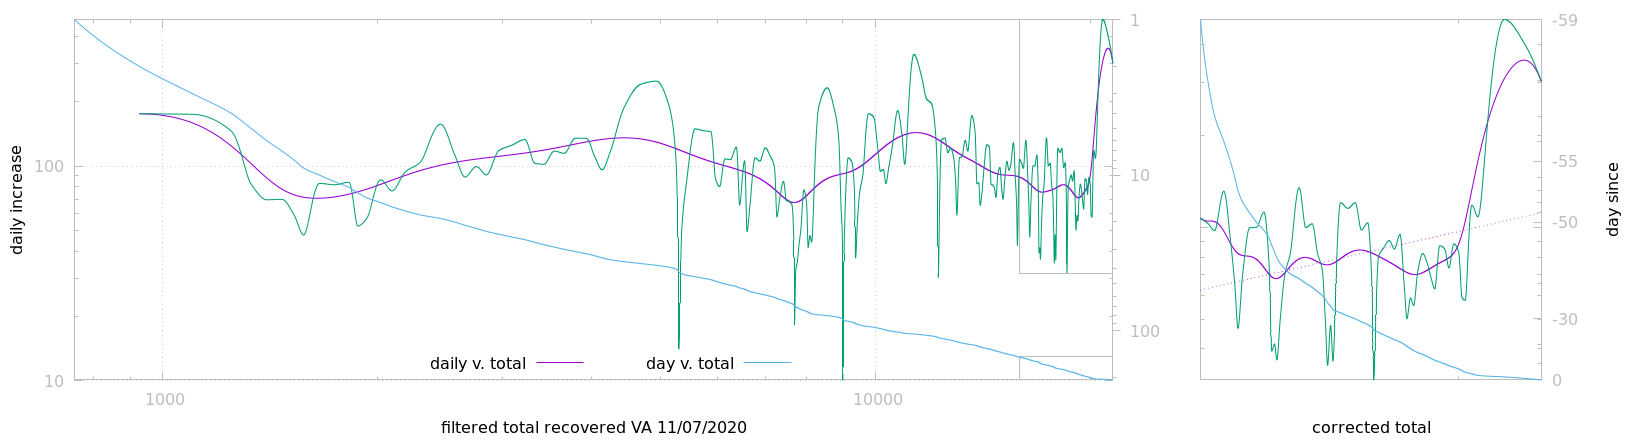 daily increase
100
10
1000
10000
1
10
100
daily v. total
day v. total
filtered total recovered VA 11/07/2020
-59
-55
-50
-30
0
day since
corrected total